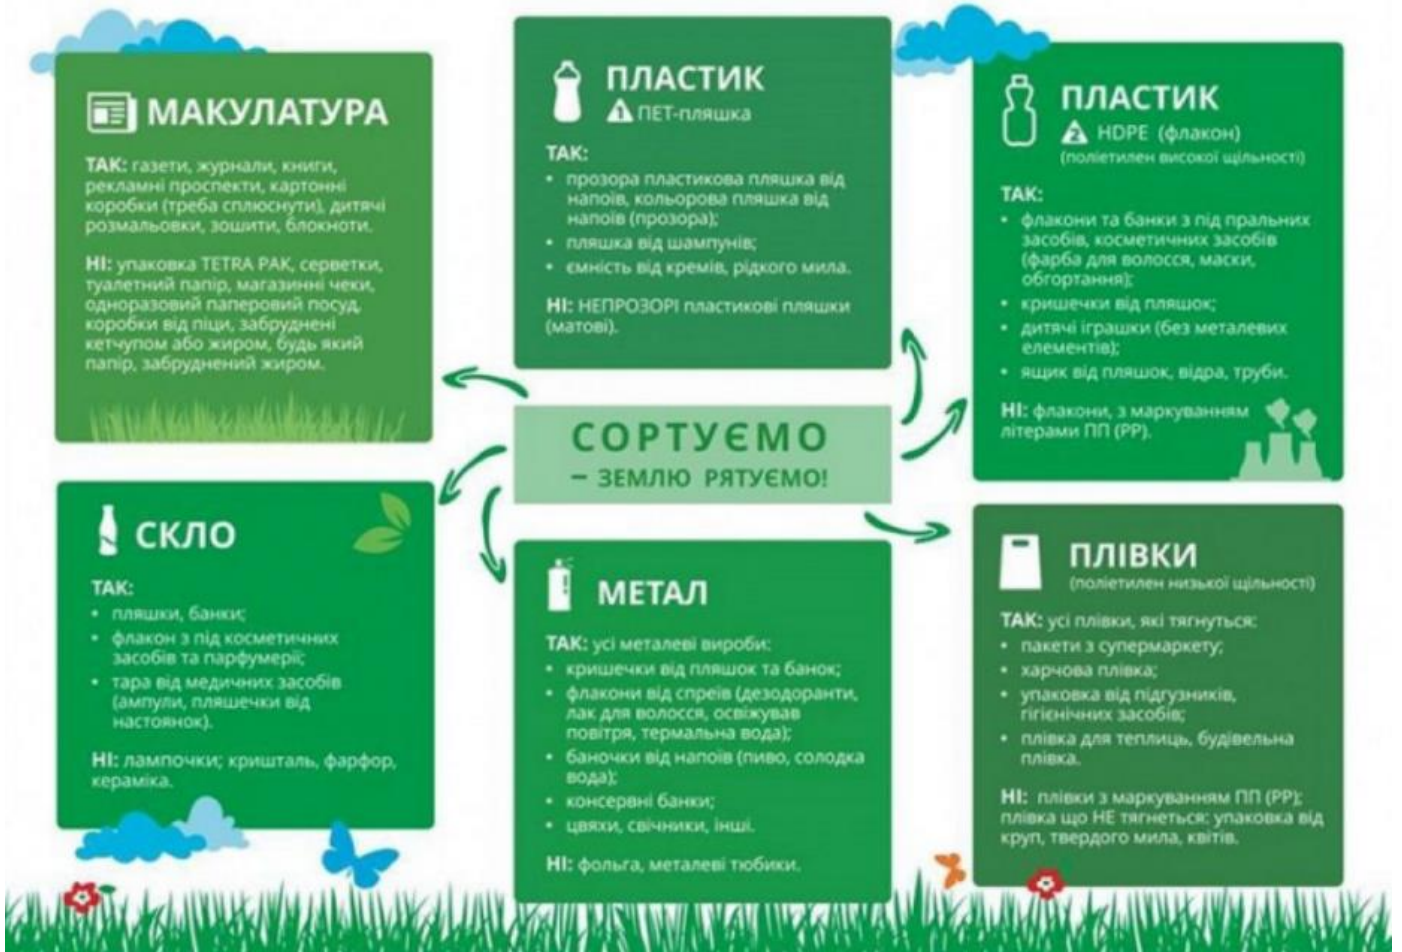 МАКУЛАТУРА
ТАК: газети, журнали, книги,
рекламні проспекти, картонні
коробки (треба сплюснути), дитячі
розмальовки, зошити, блокноти.
НІ: упаковка TETRA PAK, серветки,
туалетний папір, магазинні чеки,
одноразовий паперовий посуд,
коробки від піци, забруднені
кетчупом або жиром, будь який
папір, забруднений жиром.
ПЛАСТИК
1 ПЕТ-пляшка
ТАК:
• прозора пластикова пляшка від
напоїв, кольорова пляшка від
напоїв (прозора);
• пляшка від шампунів;
• ємність від кремів, рідкого мила.
НІ: НЕПРОЗОРІ пластикові пляшки
(матові).
ПЛАСТИК
2 HDPE (флакон)
(поліетилен високої щільності)
ТАК:
• флакони та банки з під пральних
засобів, косметичних засобів
(фарба для волосся, маски,
обгортання);
• кришечки від пляшок;
• дитячі іграшки (без металевих
елементів);
• ящик від пляшок, відра, труби.
НІ: флакони, з маркуванням
літерами ПП (PP).
СОРТУЄМО
– ЗЕМЛЮ РЯТУЄМО!
СКЛО
ТАК:
• пляшки, банки;
• флакон з під косметичних
засобів та парфумерії;
• тара від медичних засобів
(ампули, пляшечки від
настоянок).
НІ: лампочки; кришталь, фарфор,
кераміка.
МЕТАЛ
ТАК: усі металеві вироби:
• кришечки від пляшок та банок;
• флакони від спреїв (дезодоранти,
лак для волосся, освіжував
повітря, термальна вода);
• баночки від напоїв (пиво, солодка
вода);
• консервні банки;
• цвяхи, свічники, інші.
НІ: фольга, металеві тюбики.
ПЛІВКИ
(поліетилен низької щільності)
ТАК: усі плівки, які тягнуться:
• пакети з супермаркету;
• харчова плівка;
• упаковка від підгузників,
гігієнічних засобів;
• плівка для теплиць, будівельна
плівка.
НІ: плівки з маркуванням ПП (PP);
плівка що НЕ тягнеться: упаковка від
круп, твердого мила, квітів.